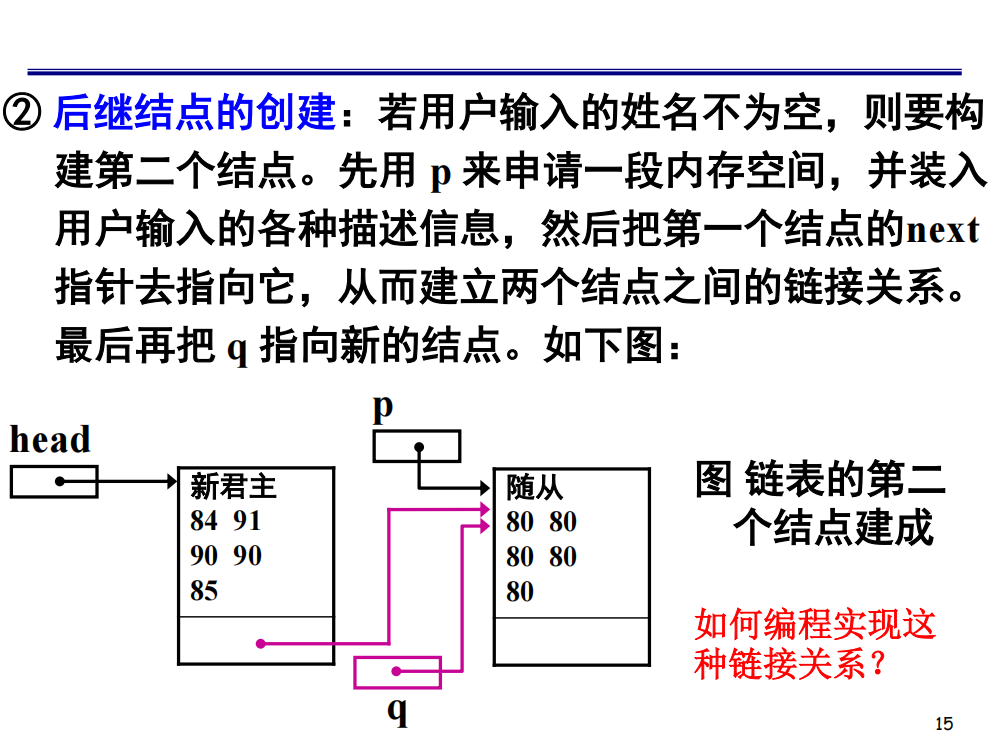 ② 后继结点的创建：若用户输入的姓名不为空，则要构
建第二个结点。先用 p 来申请一段内存空间，并装入
用户输入的各种描述信息，然后把第一个结点的next
指针去指向它，从而建立两个结点之间的链接关系。
最后再把 q 指向新的结点。如下图：
p
head
新君主
84 91
90 90
85
随从
80 80
80 80
80
q
图 链表的第二
个结点建成
如何编程实现这
种链接关系？
15